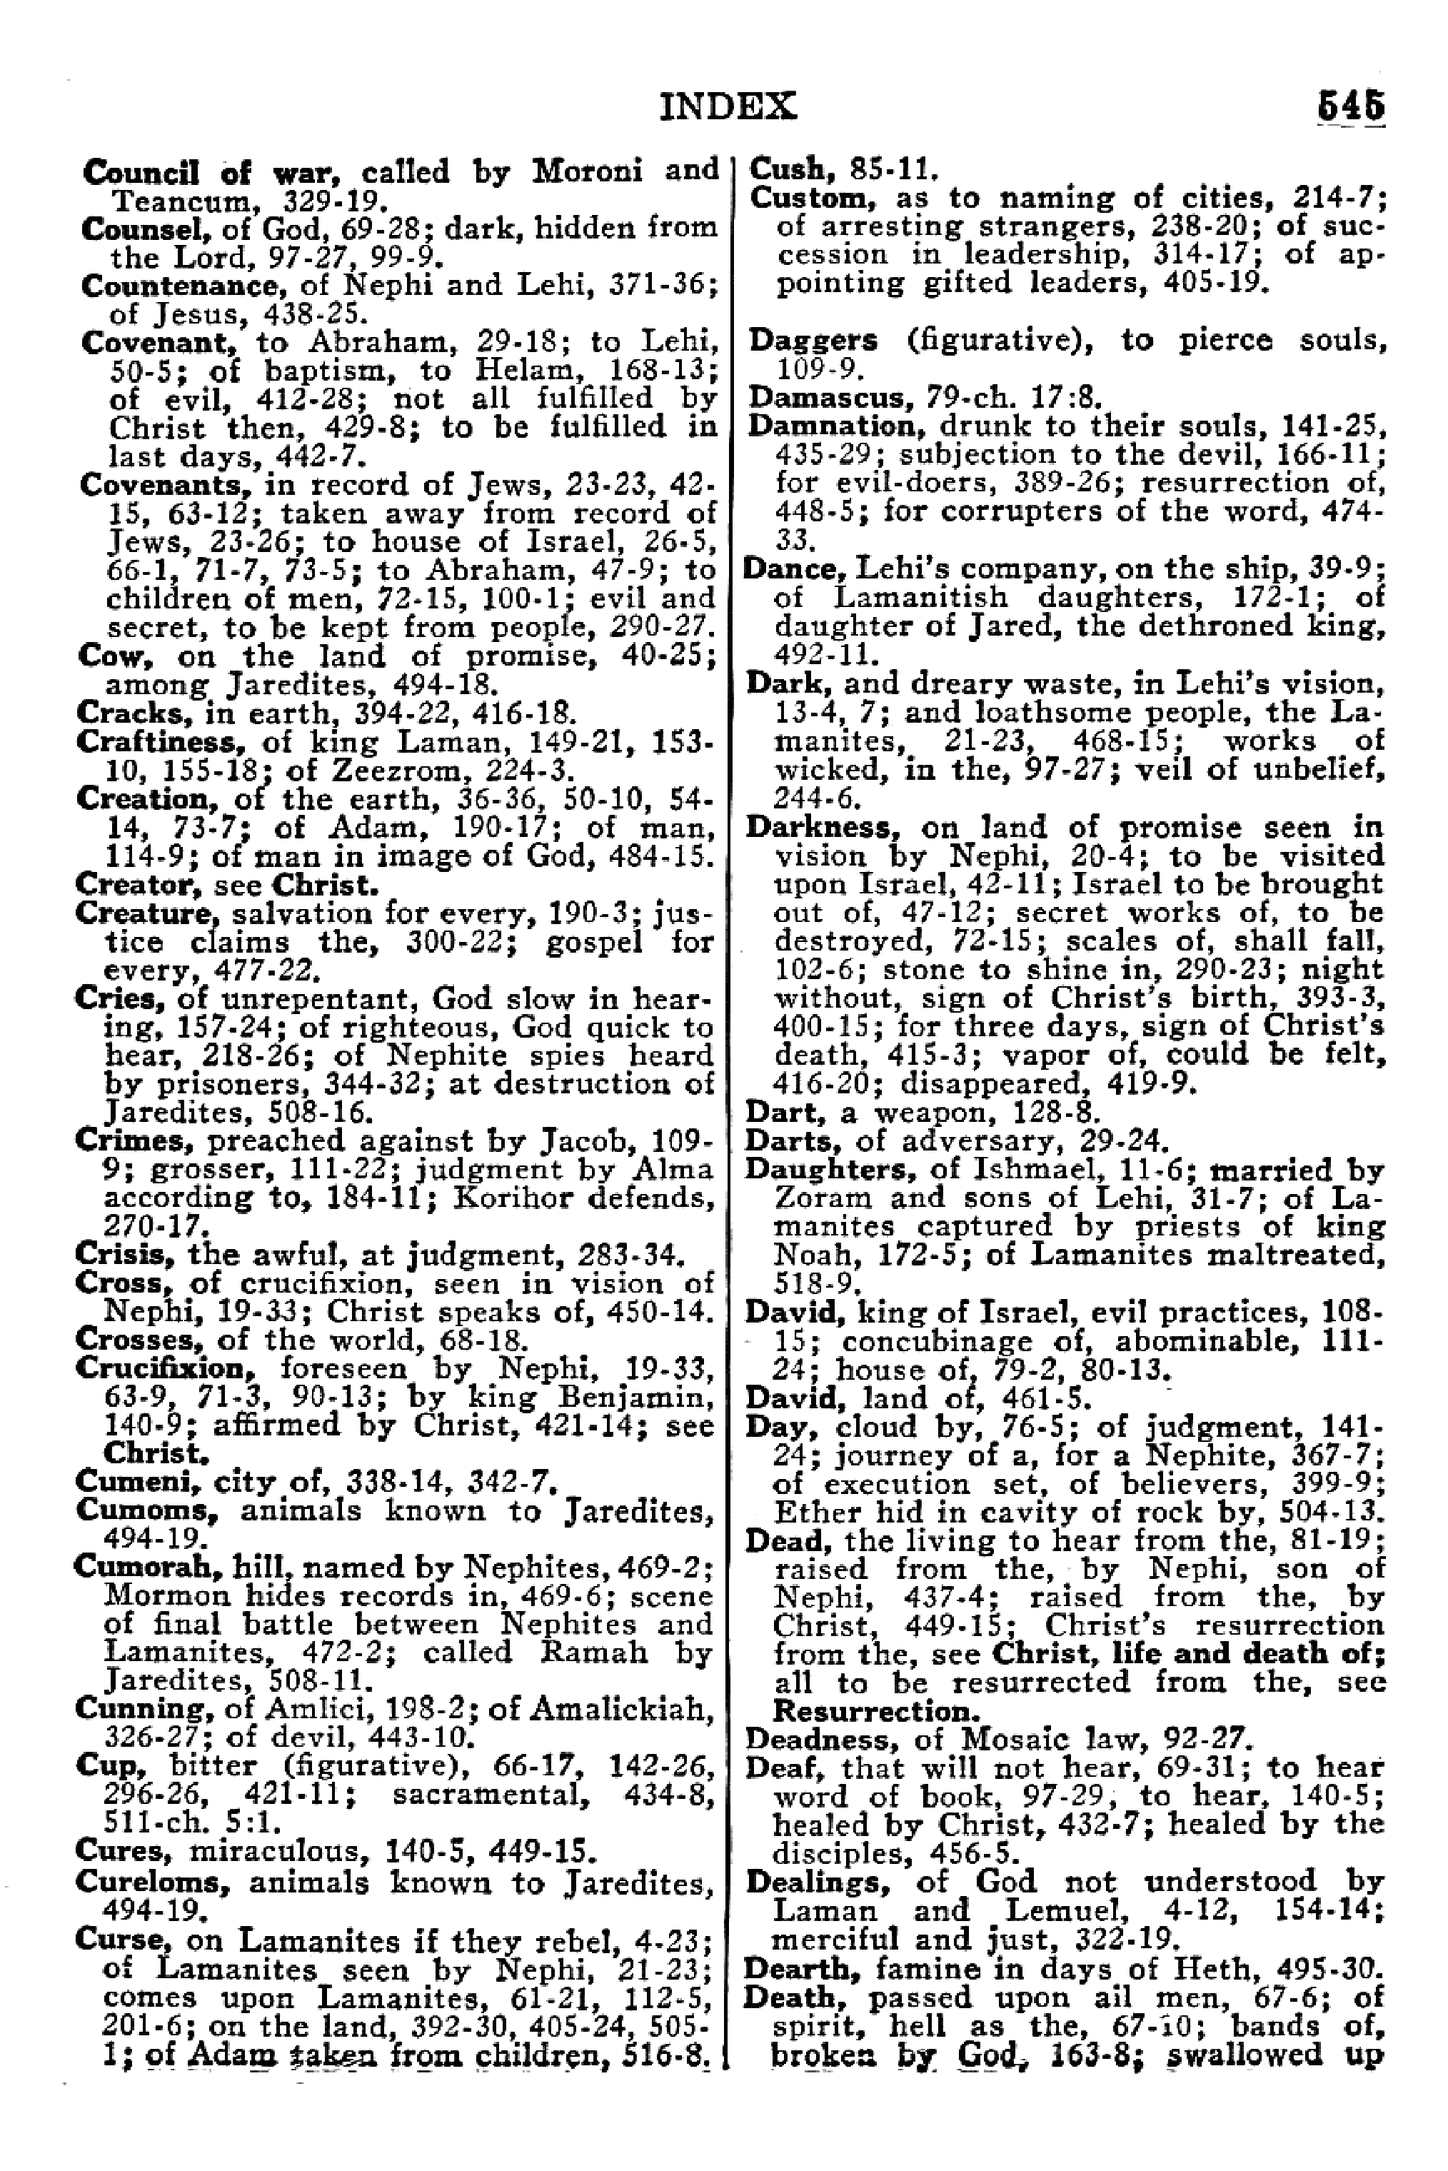 INDEX 545
Council of war, called by Moroni and
Teancum, 329-19.
Counsel, of God, 69-28; dark, hidden from
the Lord, 97-27, 99-9.
Countenance, of Nephi and Lehi, 371-36;
of Jesus, 438-25.
Covenant, to Abraham, 29-18; to Lehi,
50-5; of baptism, to Helam, 168-13;
of evil, 412-28; not all fulfilled by
Christ then, 429-8; to be fulfilled in
last days, 442-7.
Covenants, in record of Jews, 23-23, 42-
15, 63-12; taken away from record of
Jews, 23-26; to house of Israel, 26-5,
66-1, 71-7, 73-5; to Abraham, 47-9; to
children of men, 72-15, 100-1; evil and
secret, to be kept from people, 290-27.
Cow, on the land of promise, 40-25;
among Jaredites, 494-18.
Cracks, in earth, 394-22, 416-18.
Craftiness, of king Laman, 149-21, 153-
10, 155-18; of Zeezrom, 224-3.
Creation, of the earth, 36-36, 50-10, 54-
14, 73-7; of Adam, 190-17; of man,
114-9; of man in image of God, 484-15.
Creator, see Christ.
Creature, salvation for every, 190-3; jus-
tice claims the, 300-22; gospel for
every, 477-22.
Cries, of unrepentant, God slow in hear-
ing, 157-24; of righteous, God quick to
hear, 218-26; of Nephite spies heard
by prisoners, 344-32; at destruction of
Jaredites, 508-16.
Crimes, preached against by Jacob, 109-
9; grosser, 111-22; judgment by Alma
according to, 184-11; Korihor defends,
270-17.
Crisis, the awful, at judgment, 283-34.
Cross, of crucifixion, seen in vision of
Nephi, 19-33; Christ speaks of, 450-14.
Crosses, of the world, 68-18.
Crucifixion, foreseen by Nephi, 19-33,
63-9, 71-3, 90-13; by king Benjamin,
140-9; affirmed by Christ, 421-14; see
Christ.
Cumeni, city of, 338-14, 342-7.
Cumoms, animals known to Jaredites,
494-19.
Cumorah, hill, named by Nephites, 469-2;
Mormon hides records in, 469-6; scene
of final battle between Nephites and
Lamanites, 472-2; called Ramah by
Jaredites, 508-11.
Cunning, of Amlici, 198-2; of Amalickiah,
326-27; of devil, 443-10.
Cup, bitter (figurative), 66-17, 142-26,
296-26, 421-11; sacramental, 434-8,
511-ch. 5:1.
Cures, miraculous, 140-5, 449-15.
Cureloms, animals known to Jaredites,
494-19.
Curse, on Lamanites if they rebel, 4-23;
of Lamanites seen by Nephi, 21-23;
comes upon Lamanites, 61-21, 112-5,
201-6; on the land, 392-30, 405-24, 505-
1; of Adam taken from children, 516-8.
Cush, 85-11.
Custom, as to naming of cities, 214-7;
of arresting strangers, 238-20; of suc-
cession in leadership, 314-17; of ap-
pointing gifted leaders, 405-19.
Daggers (figurative), to pierce souls,
109-9.
Damascus, 79-ch. 17:8.
Damnation, drunk to their souls, 141-25,
435-29; subjection to the devil, 166-11;
for evil-doers, 389-26; resurrection of,
448-5; for corrupters of the word, 474-
33.
Dance, Lehi's company, on the ship, 39-9;
of Lamanitish daughters, 172-1; of
daughter of Jared, the dethroned king,
492-11.
Dark, and dreary waste, in Lehi's vision,
13-4, 7; and loathsome people, the La-
manites, 21-23, 468-15; works of
wicked, in the, 97-27; veil of unbelief,
244-6.
Darkness, on land of promise seen in
vision by Nephi, 20-4; to be visited
upon Israel, 42-11; Israel to be brought
out of, 47-12; secret works of, to be
destroyed, 72-15; scales of, shall fall,
102-6; stone to shine in, 290-23; night
without, sign of Christ's birth, 393-3,
400-15; for three days, sign of Christ's
death, 415-3; vapor of, could be felt,
416-20; disappeared, 419-9.
Dart, a weapon, 128-8.
Darts, of adversary, 29-24.
Daughters, of Ishmael, 11-6; married by
Zoram and sons of Lehi, 31-7; of La-
manites captured by priests of king
Noah, 172-5; of Lamanites maltreated,
518-9.
David, king of Israel, evil practices, 108-
15; concubinage of, abominable, 111-
24; house of, 79-2, 80-13.
David, land of, 461-5.
Day, cloud by, 76-5; of judgment, 141-
24; journey of a, for a Nephite, 367-7;
of execution set, of believers, 399-9;
Ether hid in cavity of rock by, 504-13.
Dead, the living to hear from the, 81-19;
raised from the, by Nephi, son of
Nephi, 437-4; raised from the, by
Christ, 449-15; Christ's resurrection
from the, see Christ, life and death of;
all to be resurrected from the, see
Resurrection.
Deadness, of Mosaic law, 92-27.
Deaf, that will not hear, 69-31; to hear
word of book, 97-29; to hear, 140-5;
healed by Christ, 432-7; healed by the
disciples, 456-5.
Dealings, of God not understood by
Laman and Lemuel, 4-12, 154-14;
merciful and just, 322-19.
Dearth, famine in days of Heth, 495-30.
Death, passed upon all men, 67-6; of
spirit, hell as the, 67-10; bands of,
broken by God, 163-8; swallowed up